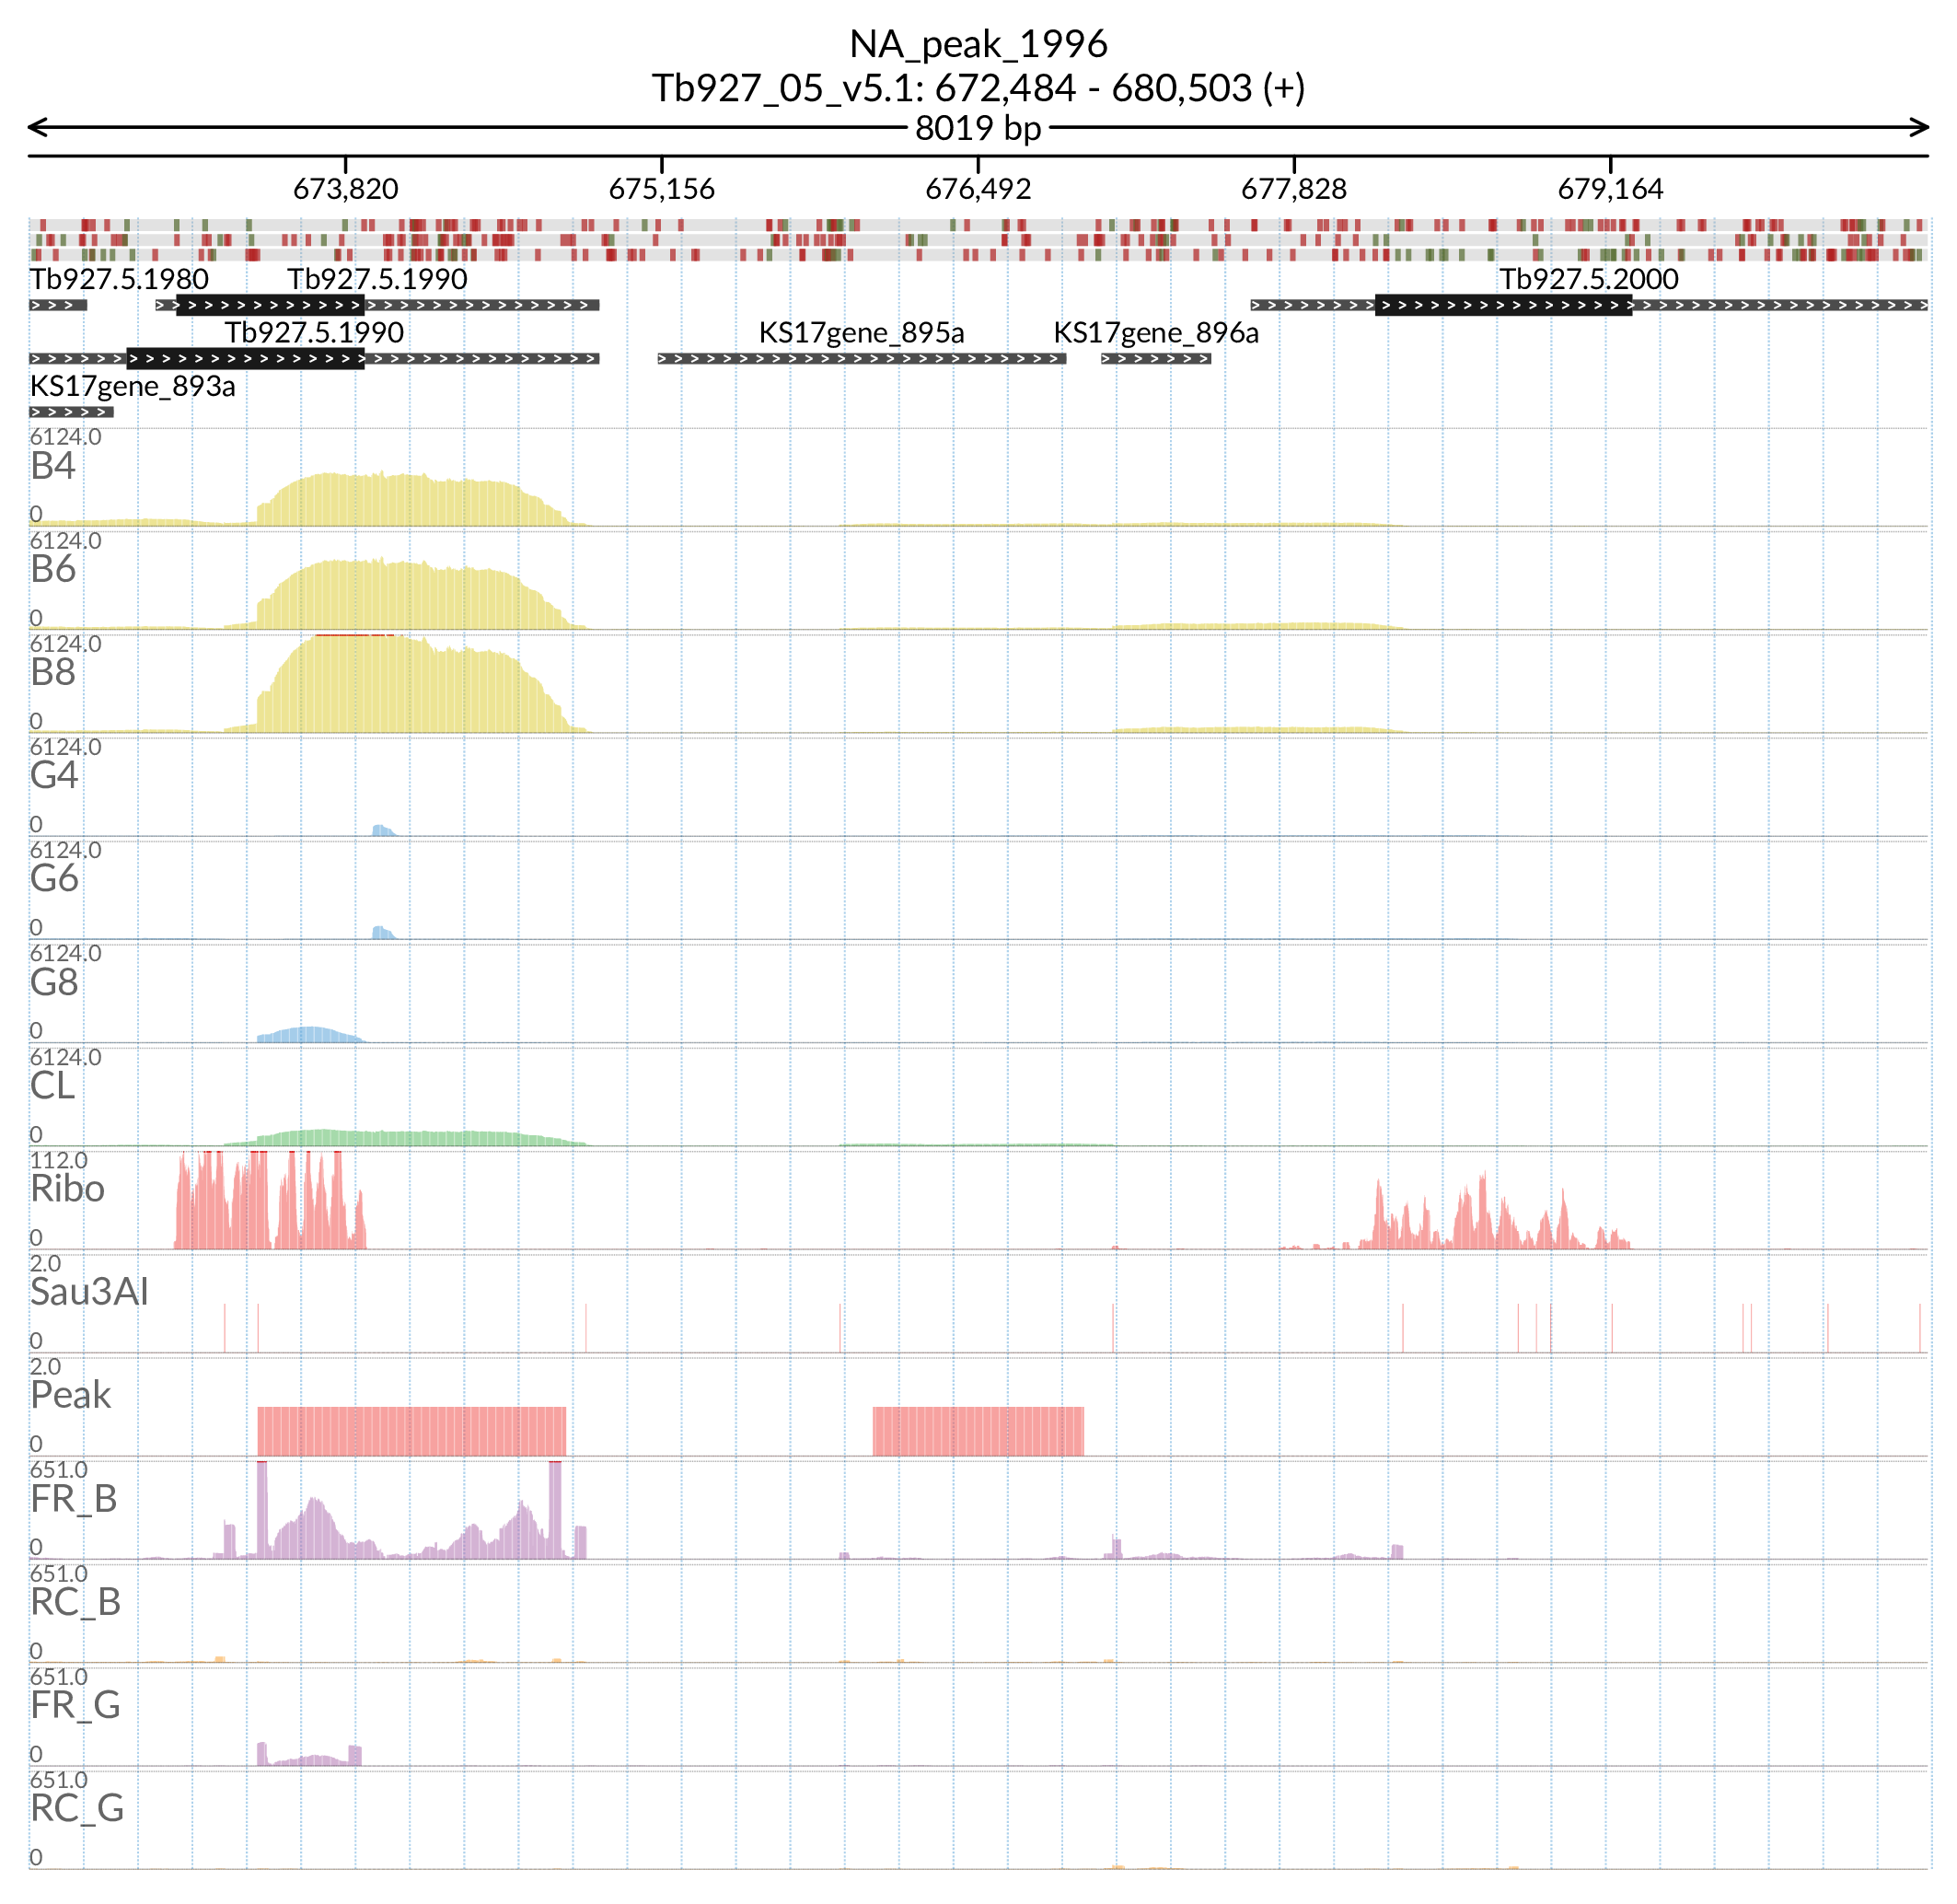 NA_peak_1996
Tb927_05_v5.1: 672,484 - 680,503 (+)
8019 bp
673,820 675,156 676,492 677,828 679,164
Tb927.5.1980 Tb927.5.1990 Tb927.5.2000
Tb927.5.1990 KS17gene_895a KS17gene_896a
KS17gene_893a
6124.0
B4
0
6124.0
B6
0
6124.0
B8
0
6124.0
G4
0
6124.0
G6
0
6124.0
G8
0
6124.0
CL
0
112.0
Ribo
0
2.0
Sau3AI
0
2.0
Peak
0
651.0
FR_B
0
651.0
RC_B
0
651.0
FR_G
0
651.0
RC_G
0